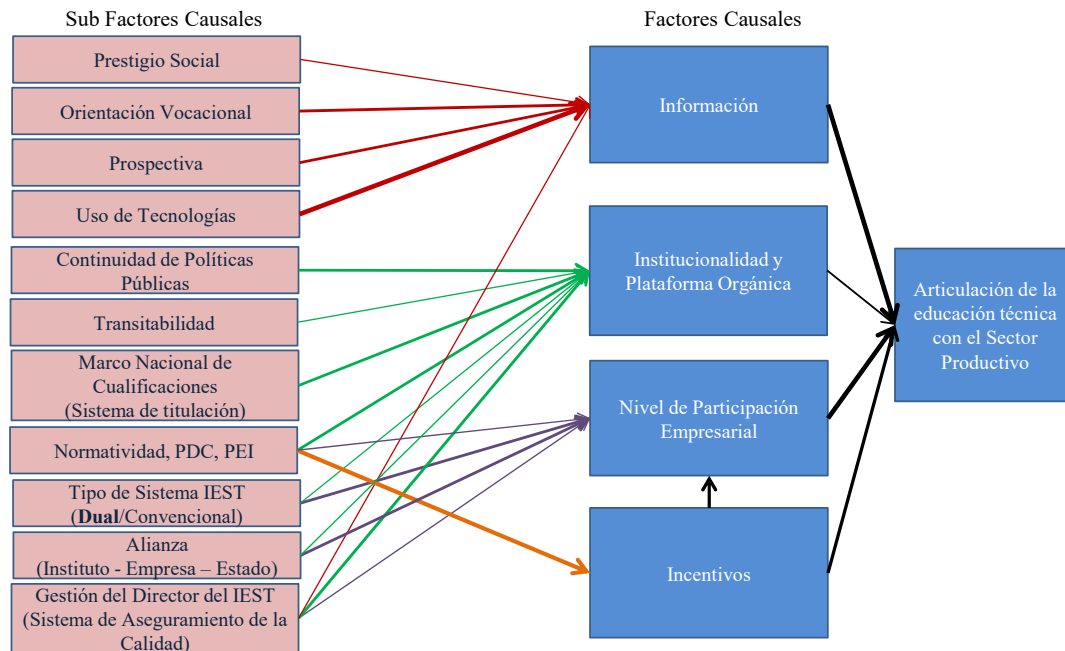 Sub Factores Causales
Factores Causales
Prestigio Social
Orientación Vocacional
Prospectiva
Uso de Tecnologías
Continuidad de Políticas
Públicas
Transitabilidad
Marco Nacional de
Cualificaciones
(Sistema de titulación)
Normatividad, PDC, PEI
Tipo de Sistema IEST
(Dual/Convencional)
Alianza
(Instituto - Empresa – Estado)
Gestión del Director del IEST
(Sistema de Aseguramiento de la
Calidad)
Información
Institucionalidad y
Plataforma Orgánica
Nivel de Participación
Empresarial
Incentivos
Articulación de la
educación técnica
con el Sector
Productivo